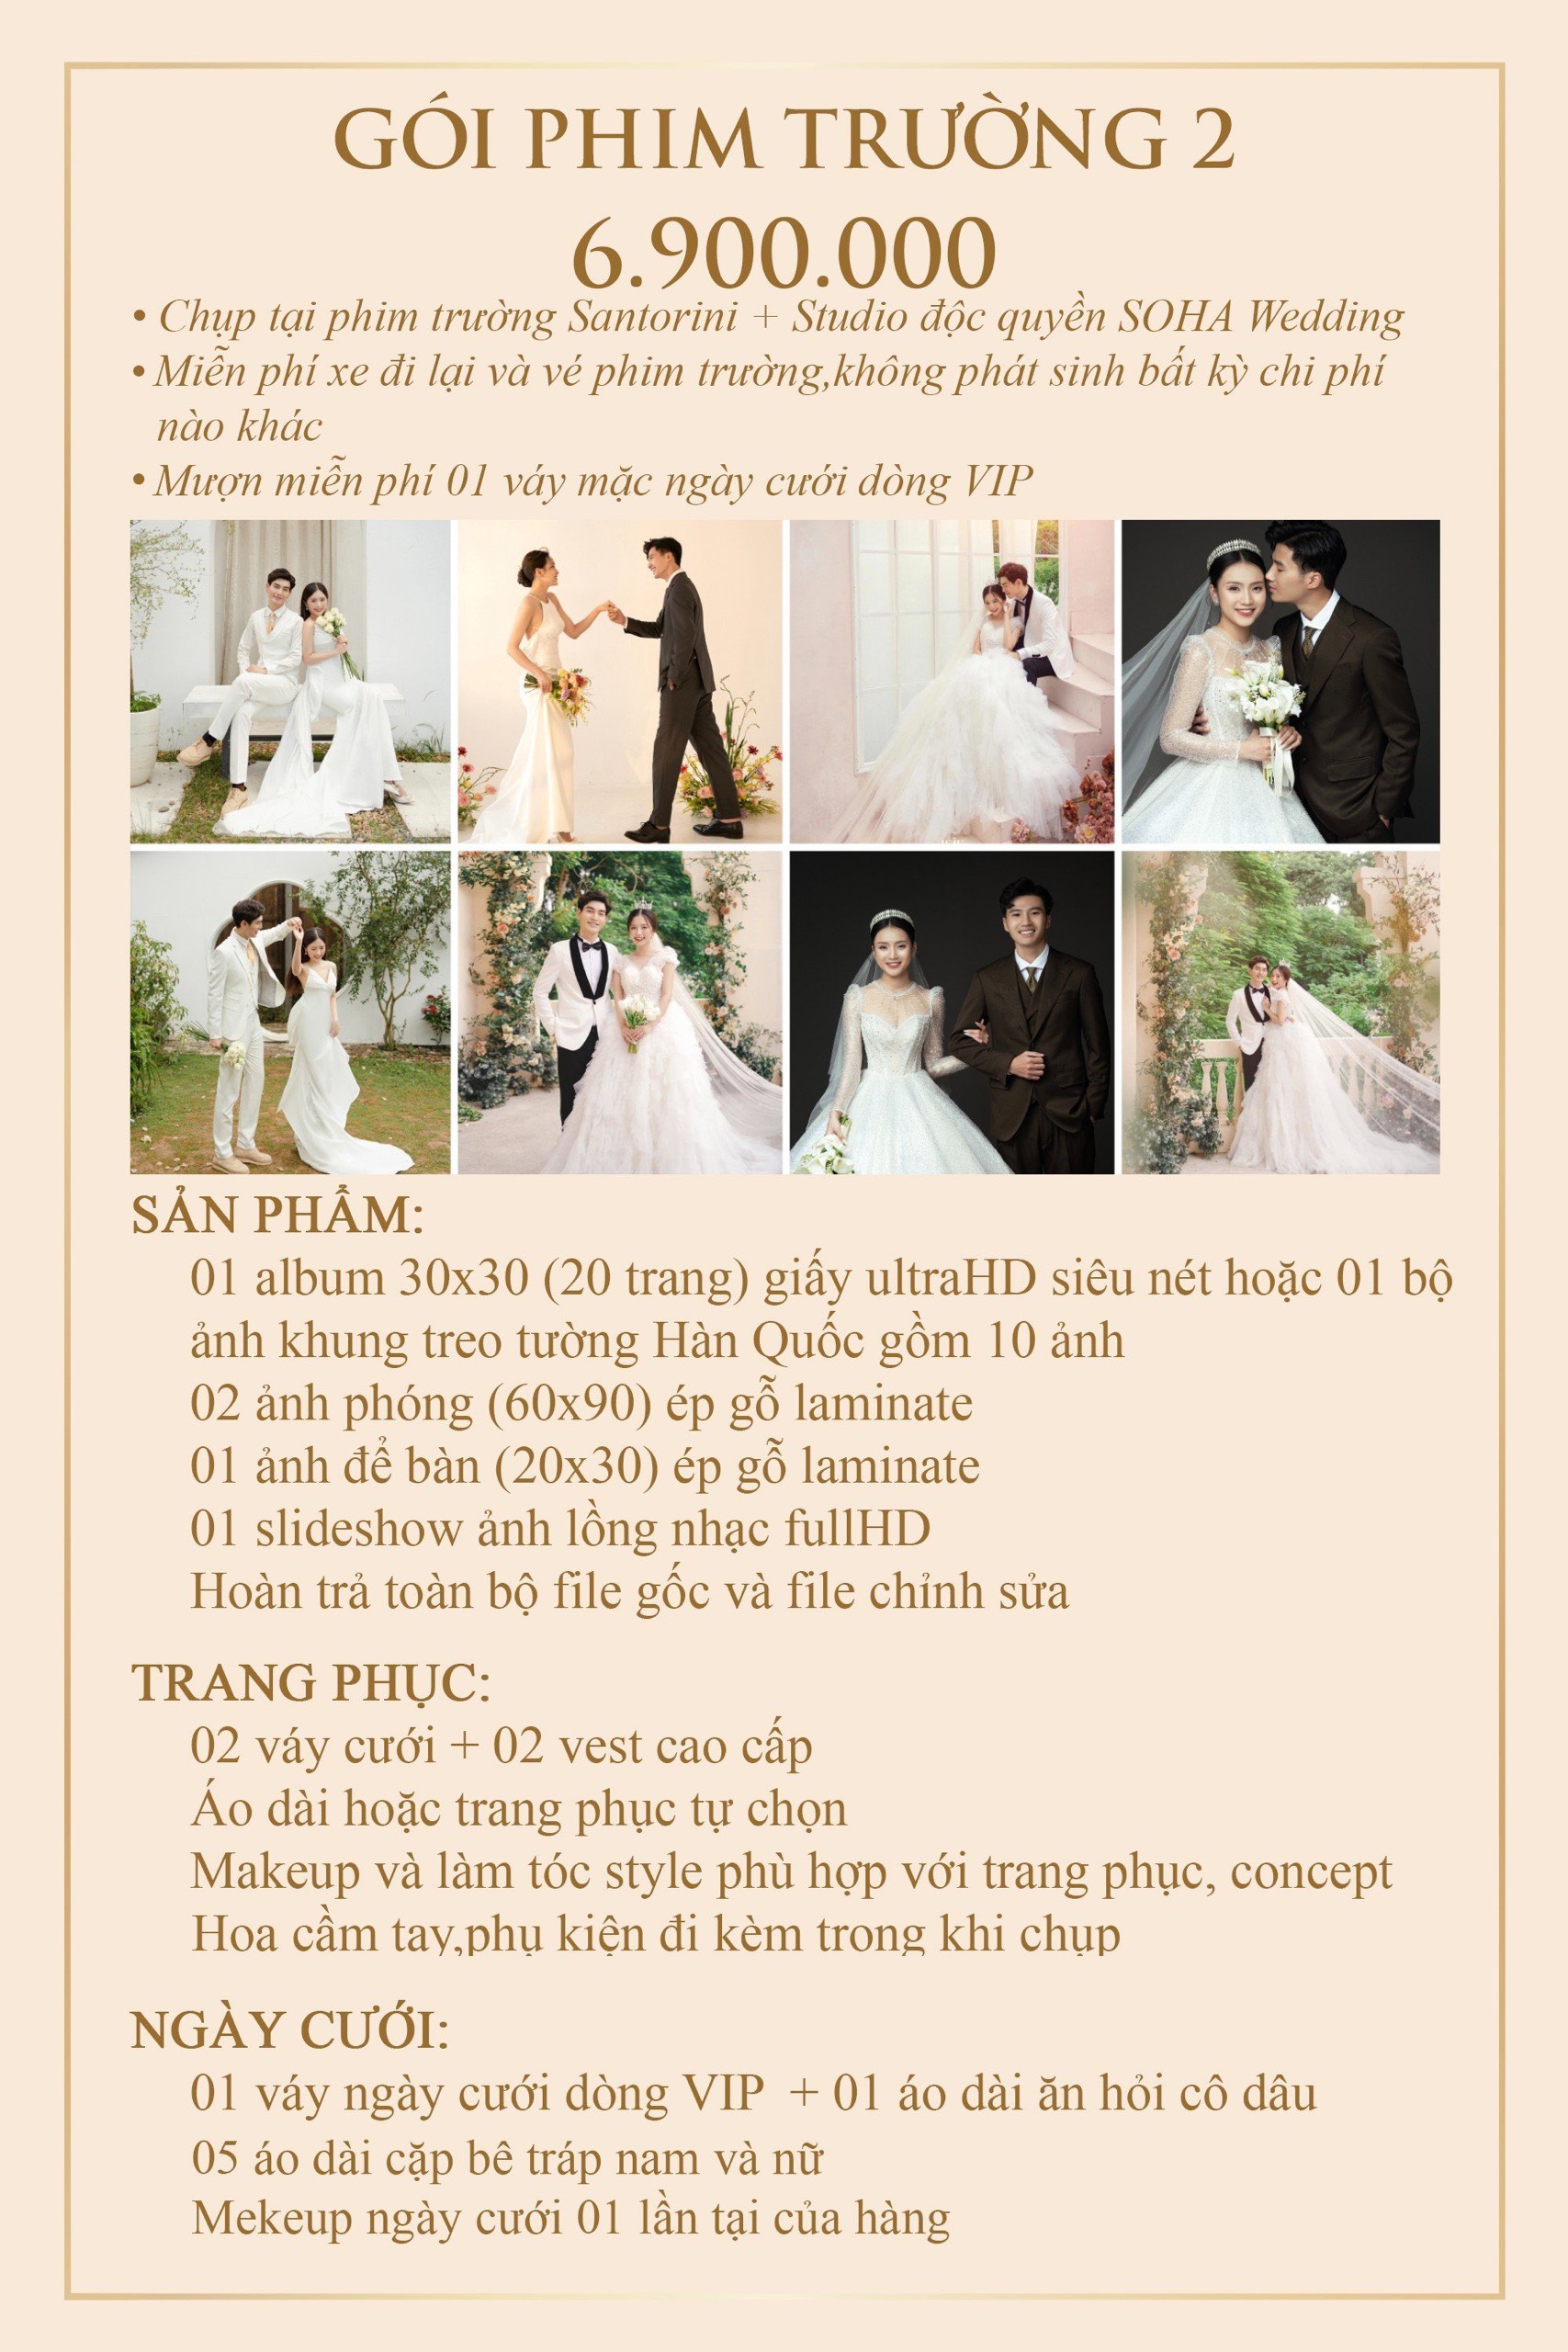 GÓI PHIM TRƯỜNG 2
6.900.000
• Chụp tại phim trường Santorini + Studio độc quyền SOHA Wedding
• Miễn phí xe đi lại và vé phim trường,không phát sinh bất kỳ chi phí
nào khác
• Mượn miễn phí 01 váy mặc ngày cưới dòng VIP
SẢN PHẨM:
01 album 30x30 (20 trang) giấy ultraHD siêu nét hoặc 01 bộ
ảnh khung treo tường Hàn Quốc gồm 10 ảnh
02 ảnh phóng (60x90) ép gỗ laminate
01 ảnh để bàn (20x30) ép gỗ laminate
01 slideshow ảnh lồng nhạc fullHD
Hoàn trả toàn bộ file gốc và file chỉnh sửa
TRANG PHỤC:
02 váy cưới + 02 vest cao cấp
Áo dài hoặc trang phục tự chọn
Makeup và làm tóc style phù hợp với trang phục, concept
Hoa cầm tay,phụ kiện đi kèm trong khi chụp
NGÀY CƯỚI:
01 váy ngày cưới dòng VIP + 01 áo dài ăn hỏi cô dâu
05 áo dài cặp bê tráp nam và nữ
Mekeup ngày cưới 01 lần tại của hàng